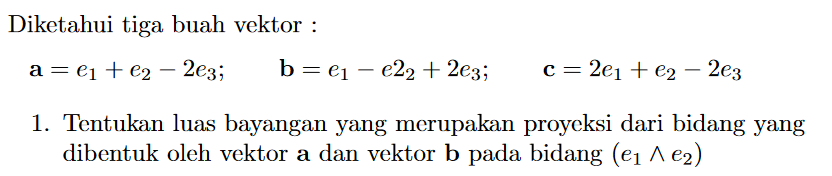 Diketahui tiga buah vektor :
a = e₁ + e₂ − 2e₃; b = e₁ − e2₂ + 2e₃; c = 2e₁ + e₂ − 2e₃
1. Tentukan luas bayangan yang merupakan proyeksi dari bidang yang
dibentuk oleh vektor a dan vektor b pada bidang (e₁ ∧ e₂)